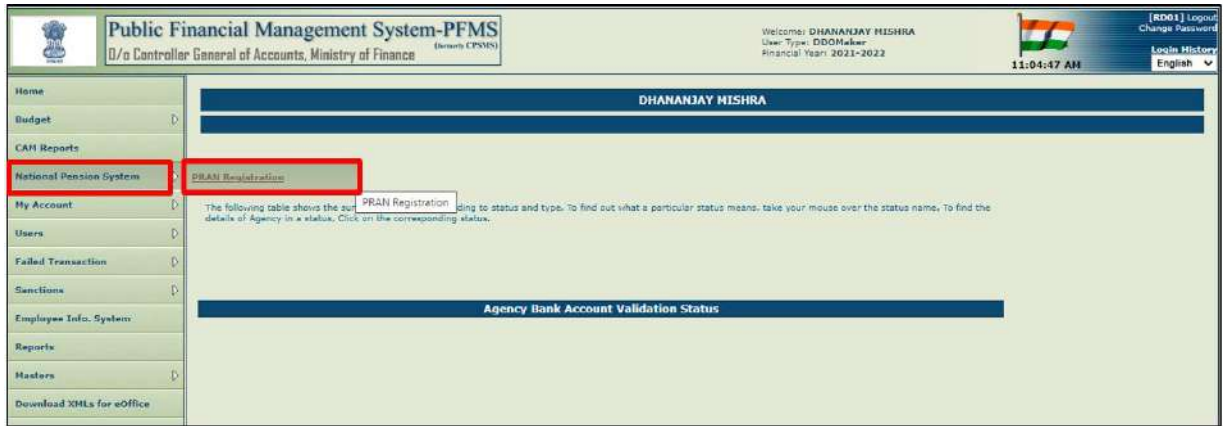 Public Financial Management System-PFMS
(formerly CPSMS)
O/o Controller General of Accounts, Ministry of Finance
Welcome: DHANANJAY MISHRA
User Type: DDOMaker
Financial Year: 2021-2022
11:04:47 AM
[RD01] Logout
Change Password
Login History
English
Home
Budget
CAM Reports
National Pension System
My Account
Users
Failed Transaction
Sanctions
Employee Info. System
Reports
Masters
Download XMLs for eOffice
DHANANJAY MISHRA
PRAN Registration
PRAN Registration
The following table shows the ding to status and type. To find out what a particular status means, take your mouse over the status name. To find the
details of Agency in a status. Click on the corresponding status.
Agency Bank Account Validation Status